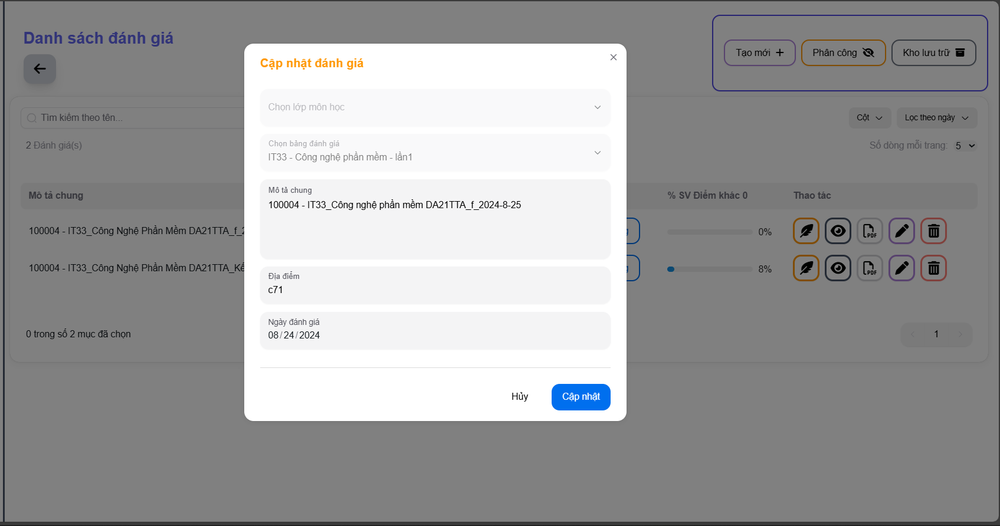 Danh sách đánh giá
Tạo mới
Phân công
Kho lưu trữ
Tìm kiếm theo tên...
Cột
Lọc theo ngày
2 Đánh giá(s)
Số dòng mỗi trang: 5
Mô tả chung
% SV Điểm khác 0
Thao tác
100004 - IT33_Công Nghệ Phần Mềm DA21TTA_f_2
0%
PDF
100004 - IT33_Công Nghệ Phần Mềm DA21TTA_Kế
8%
PDF
0 trong số 2 mục đã chọn
1
Cập nhật đánh giá
Chọn lớp môn học
Chọn bảng đánh giá
IT33 - Công nghệ phần mềm - lần1
Mô tả chung
100004 - IT33_Công nghệ phần mềm DA21TTA_f_2024-8-25
Địa điểm
c71
Ngày đánh giá
08/24/2024
Hủy
Cập nhật